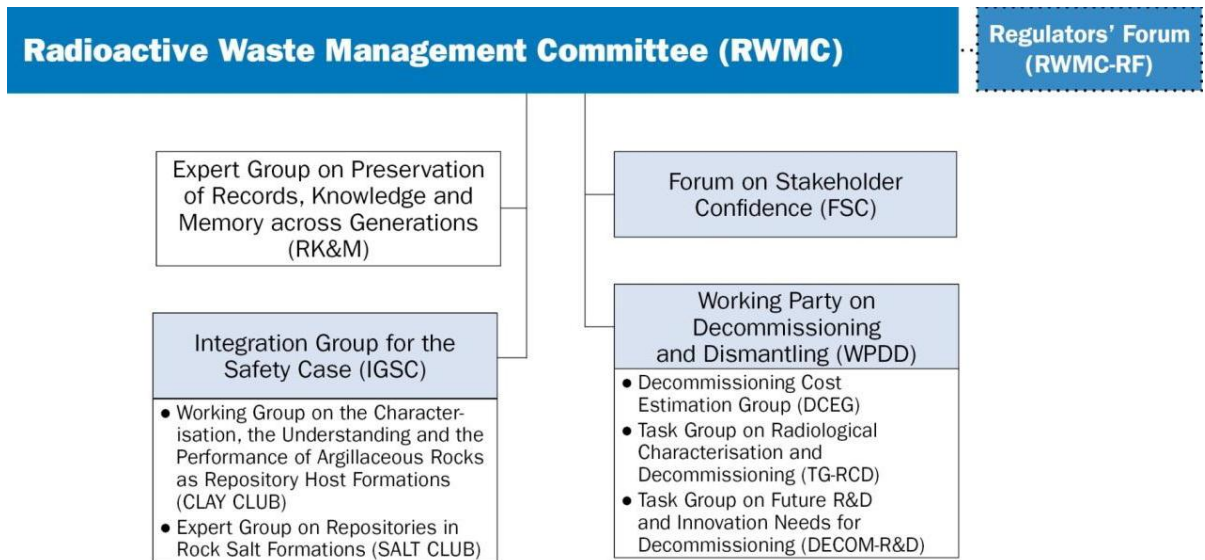 Radioactive Waste Management Committee (RWMC)
Regulators' Forum
(RWMC-RF)
Expert Group on Preservation
of Records, Knowledge and
Memory across Generations
(RK&M)
Integration Group for the
Safety Case (IGSC)
● Working Group on the Character-
isation, the Understanding and the
Performance of Argillaceous Rocks
as Repository Host Formations
(CLAY CLUB)
● Expert Group on Repositories in
Rock Salt Formations (SALT CLUB)
Forum on Stakeholder
Confidence (FSC)
Working Party on
Decommissioning
and Dismantling (WPDD)
● Decommissioning Cost
Estimation Group (DCEG)
● Task Group on Radiological
Characterisation and
Decommissioning (TG-RCD)
● Task Group on Future R&D
and Innovation Needs for
Decommissioning (DECOM-R&D)